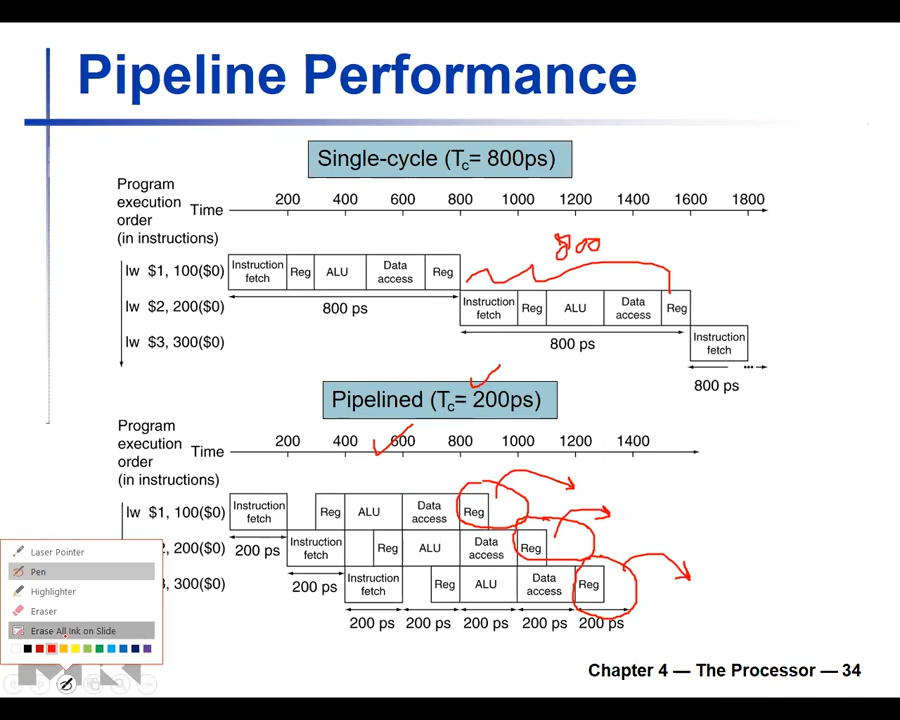 Pipeline Performance
Single-cycle (Tc= 800ps)
Program
execution
order
(in instructions)
Time
200 400 600 800 1000 1200 1400 1600 1800
lw $1, 100($0)
Instruction
fetch
Reg
ALU
Data
access
Reg
800
800 ps
lw $2, 200($0)
Instruction
fetch
Reg
ALU
Data
access
Reg
800 ps
lw $3, 300($0)
Instruction
fetch
800 ps
Pipelined (Tc= 200ps)
Program
execution
order
(in instructions)
Time
200 400 600 800 1000 1200 1400
lw $1, 100($0)
Instruction
fetch
Reg
ALU
Data
access
Reg
200 ps
2, 200($0)
Instruction
fetch
Reg
ALU
Data
access
Reg
200 ps
3, 300($0)
Instruction
fetch
Reg
ALU
Data
access
Reg
200 ps 200 ps 200 ps 200 ps 200 ps
Laser Pointer
Pen
Highlighter
Eraser
Erase All Ink on Slide
Chapter 4 — The Processor — 34